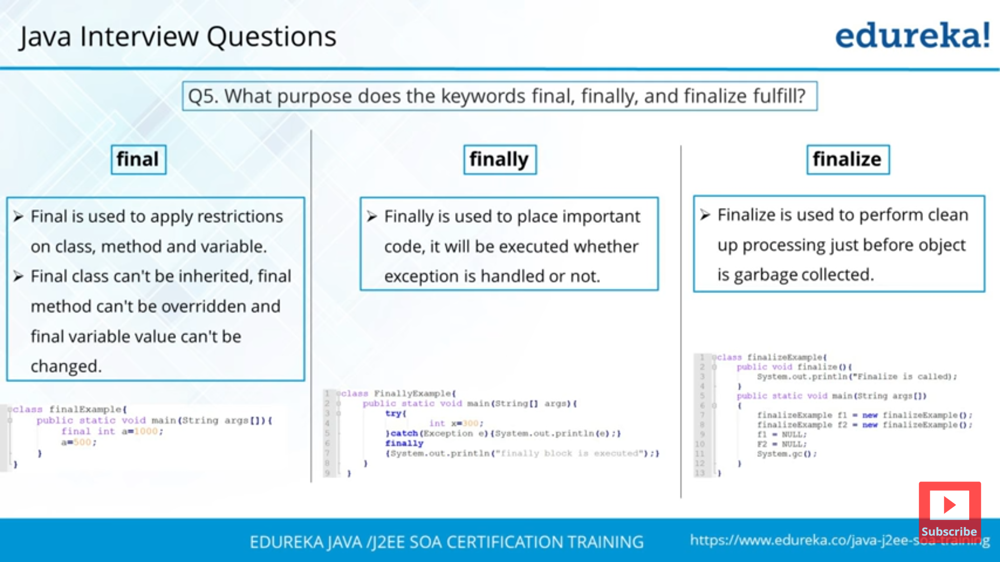 Java Interview Questions
edureka!
Q5. What purpose does the keywords final, finally, and finalize fulfill?
final
➢ Final is used to apply restrictions
on class, method and variable.
➢ Final class can't be inherited, final
method can't be overridden and
final variable value can't be
changed.
class finalExample{
public static void main(String args[]){
final int a=1000;
a=500;
}
}
finally
➢ Finally is used to place important
code, it will be executed whether
exception is handled or not.
1 class FinallyExample{
2 public static void main(String[] args){
3 try{
4 int x=300;
5 }catch(Exception e){System.out.println(e);}
6 finally
7 {System.out.println("finally block is executed");}
8 }
9 }
finalize
➢ Finalize is used to perform clean
up processing just before object
is garbage collected.
1 class finalizeExample{
2 public void finalize(){
3 System.out.println("Finalize is called);
4 }
5 public static void main(String args[])
6 {
7 finalizeExample f1 = new finalizeExample();
8 finalizeExample f2 = new finalizeExample();
9 f1 = NULL;
10 F2 = NULL;
11 System.gc();
12 }
13 }
EDUREKA JAVA /J2EE SOA CERTIFICATION TRAINING
https://www.edureka.co/java-j2ee-soa-training
Subscribe